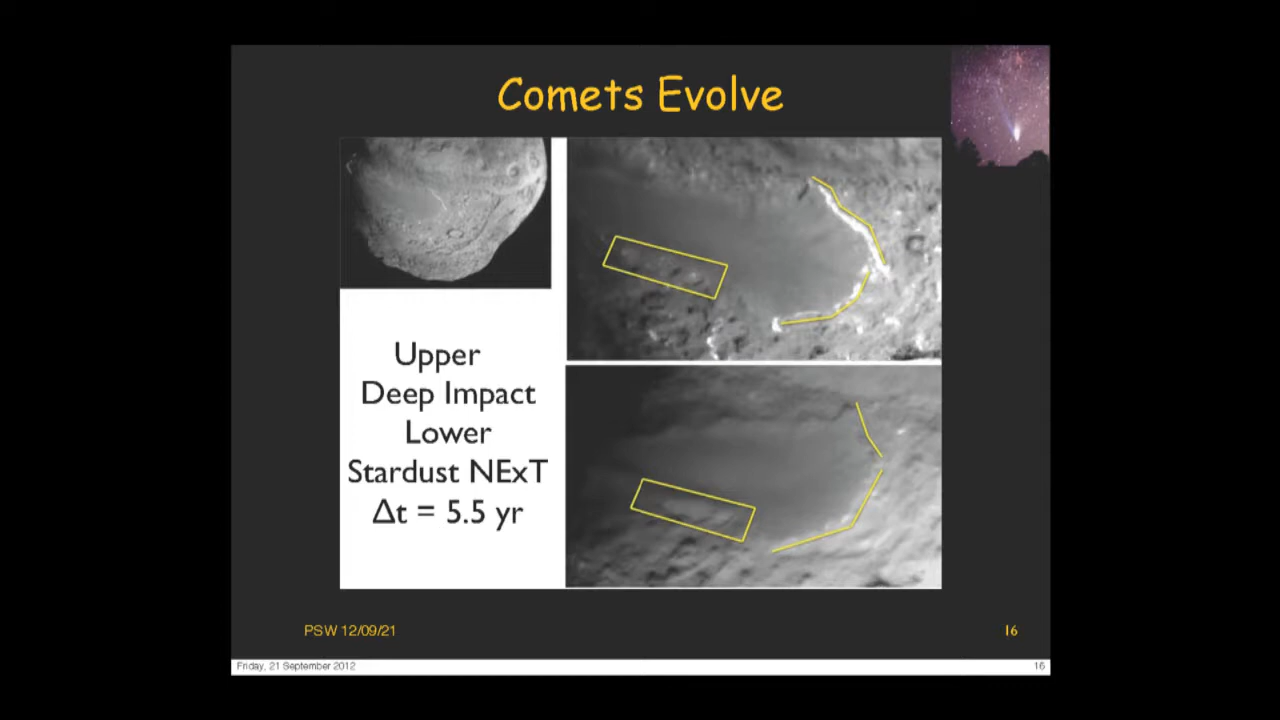 Comets Evolve
Upper
Deep Impact
Lower
Stardust NExT
Δt = 5.5 yr
PSW 12/09/21
16
Friday, 21 September 2012
16